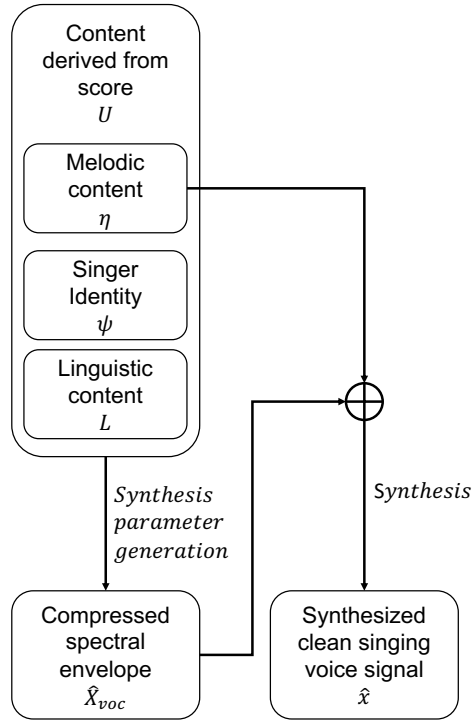 Content
derived from
score
U
Melodic
content
η
Singer
Identity
ψ
Linguistic
content
L
Synthesis
parameter
generation
Synthesis
Compressed
spectral
envelope
X̂_voc
Synthesized
clean singing
voice signal
x̂